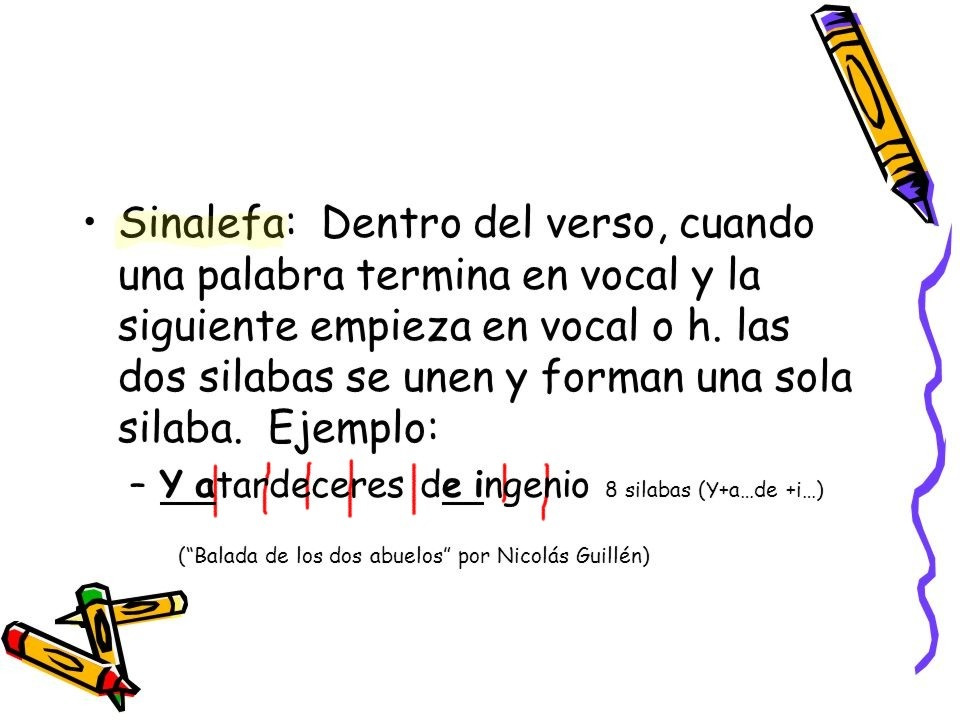 • Sinalefa: Dentro del verso, cuando
una palabra termina en vocal y la
siguiente empieza en vocal o h. las
dos silabas se unen y forman una sola
silaba. Ejemplo:
– Y atardeceres de ingenio 8 silabas (Y+a…de +i…)
(“Balada de los dos abuelos” por Nicolás Guillén)